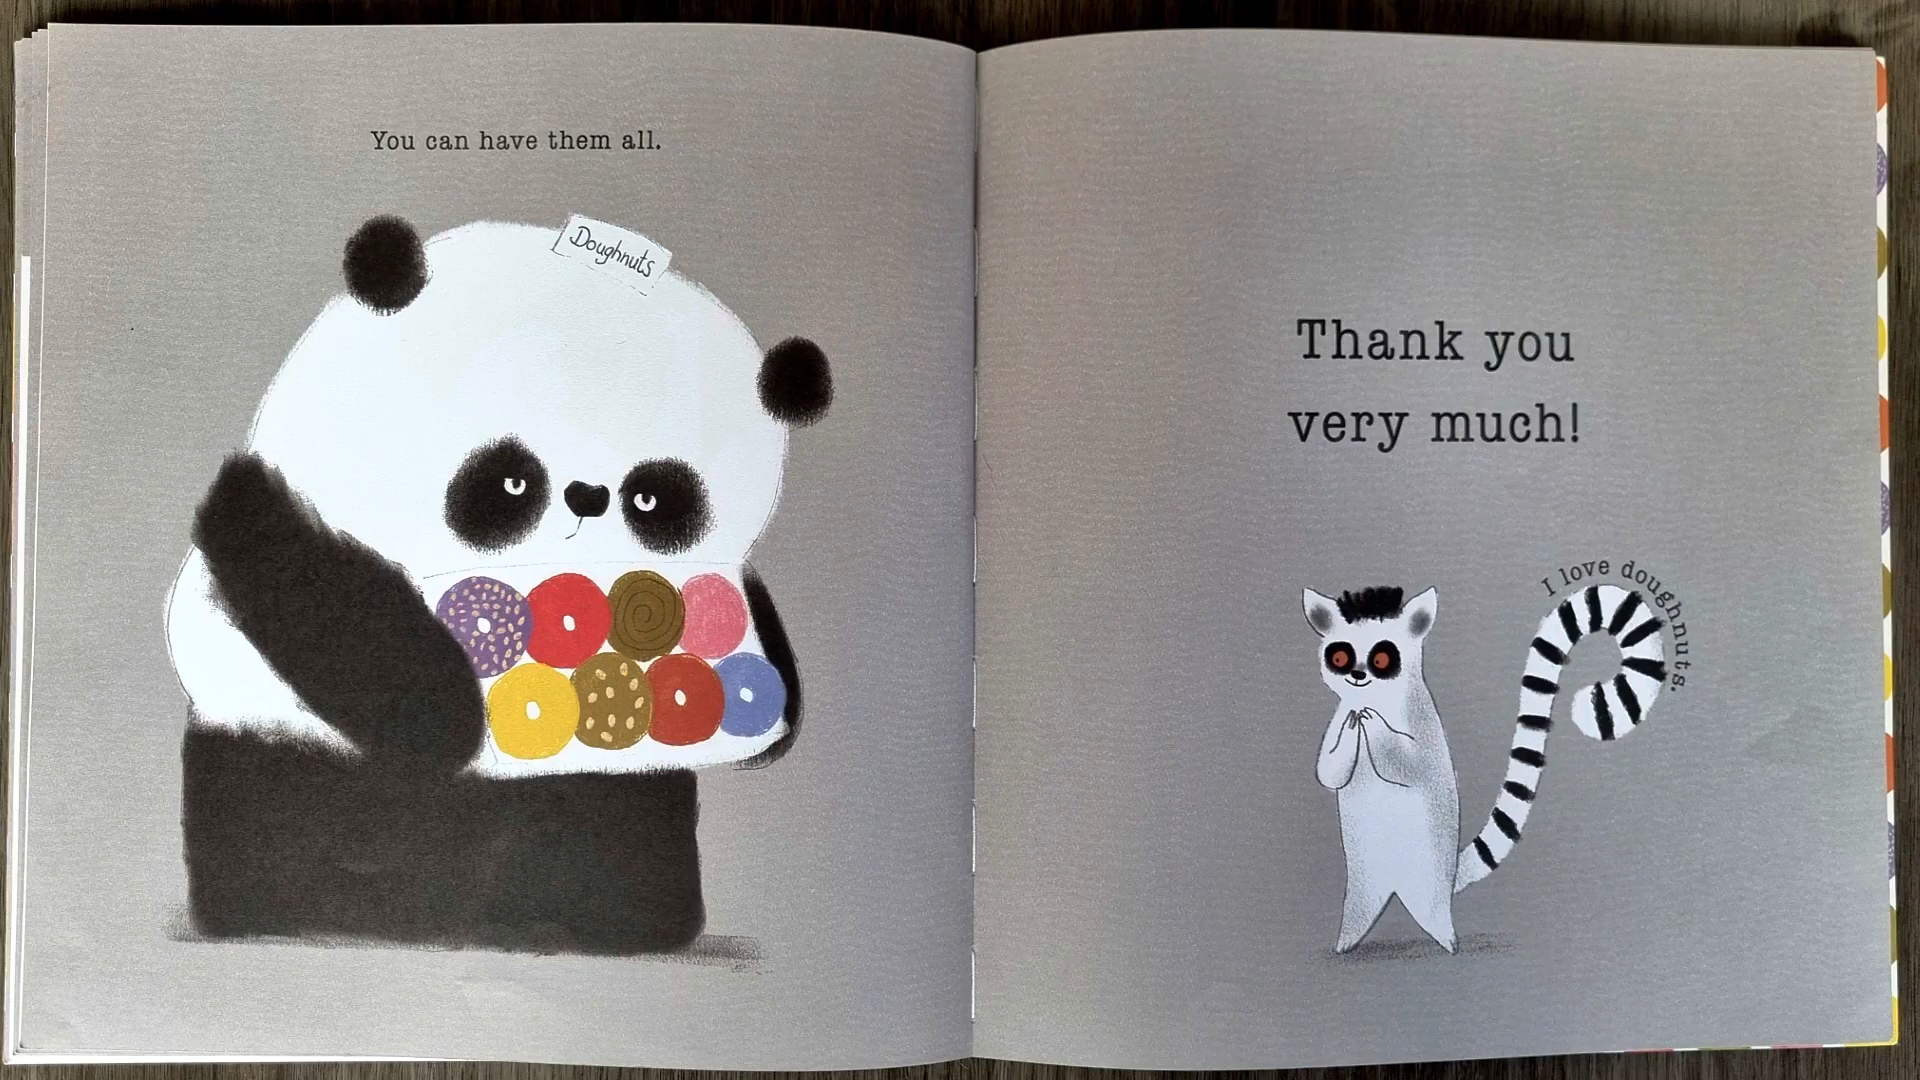 You can have them all.
Doughnuts
Thank you
very much!
I love doughnuts.